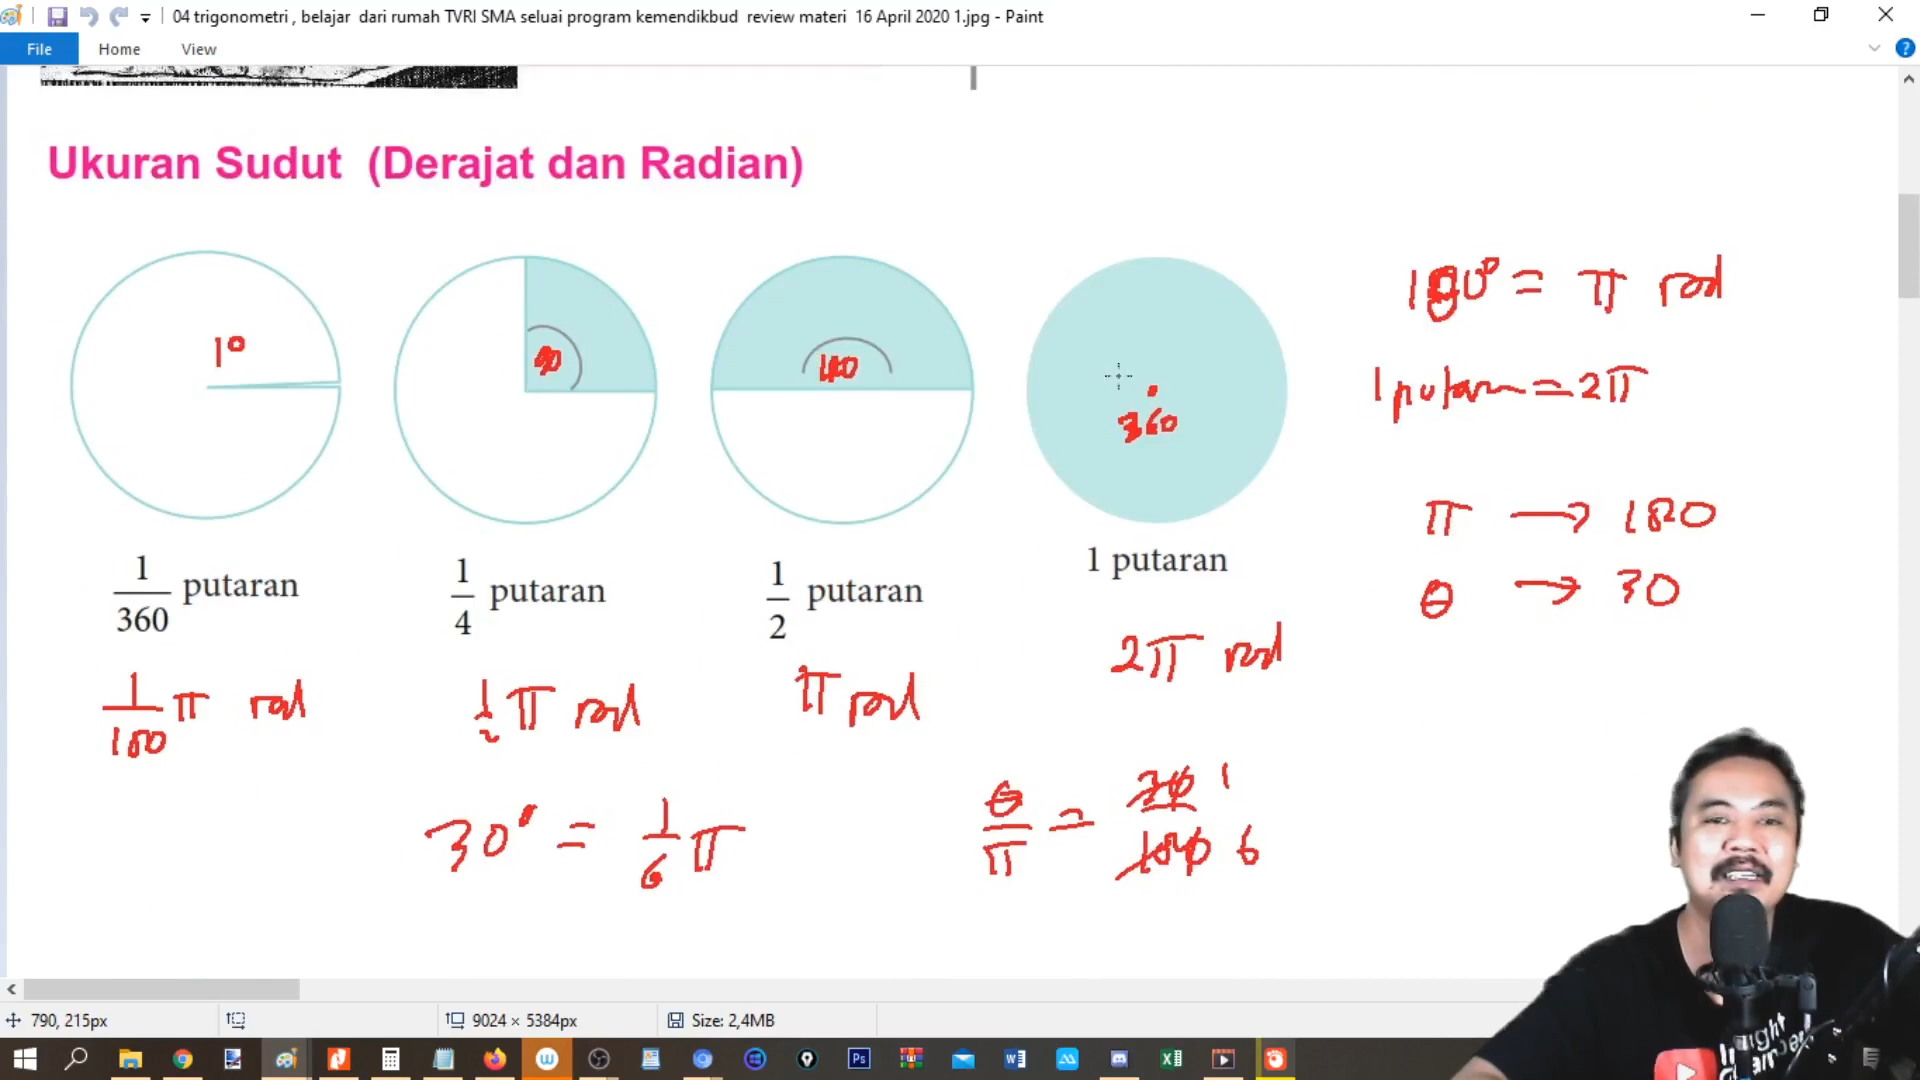 04 trigonometri , belajar dari rumah TVRI SMA seluai program kemendikbud review materi 16 April 2020 1.jpg - Paint
File Home View
Ukuran Sudut (Derajat dan Radian)
1° 90 180 360
180° = π rad
1 putaran = 2π
π → 180
θ → 30
1/360 putaran
1/4 putaran
1/2 putaran
1 putaran
1/180 π rad
1/2 π rad
π rad
2π rad
30° = 1/6 π
θ/π = 30/180 1/6
790, 215px
9024 × 5384px
Size: 2,4MB